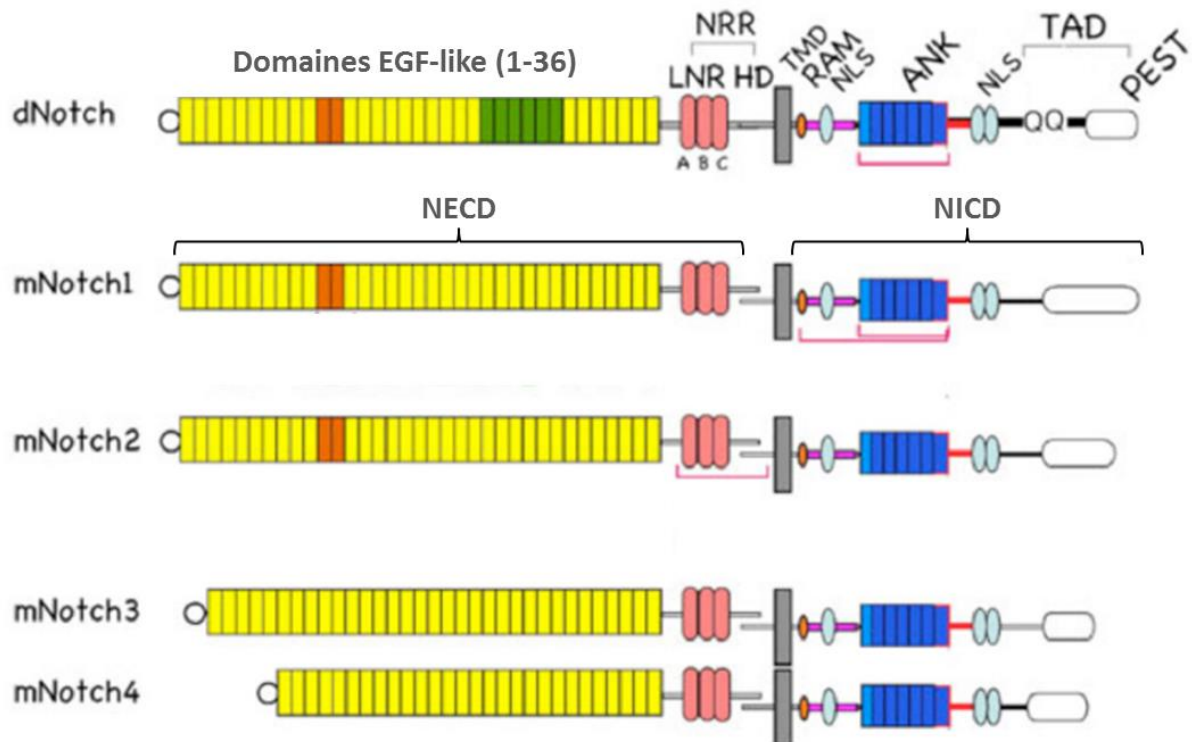 NRR
TAD
Domaines EGF-like (1-36)
LNR HD
TMD
RAM
NLS
ANK
NLS
PEST
dNotch
QQ
A B C
NECD
NICD
mNotch1
mNotch2
mNotch3
mNotch4